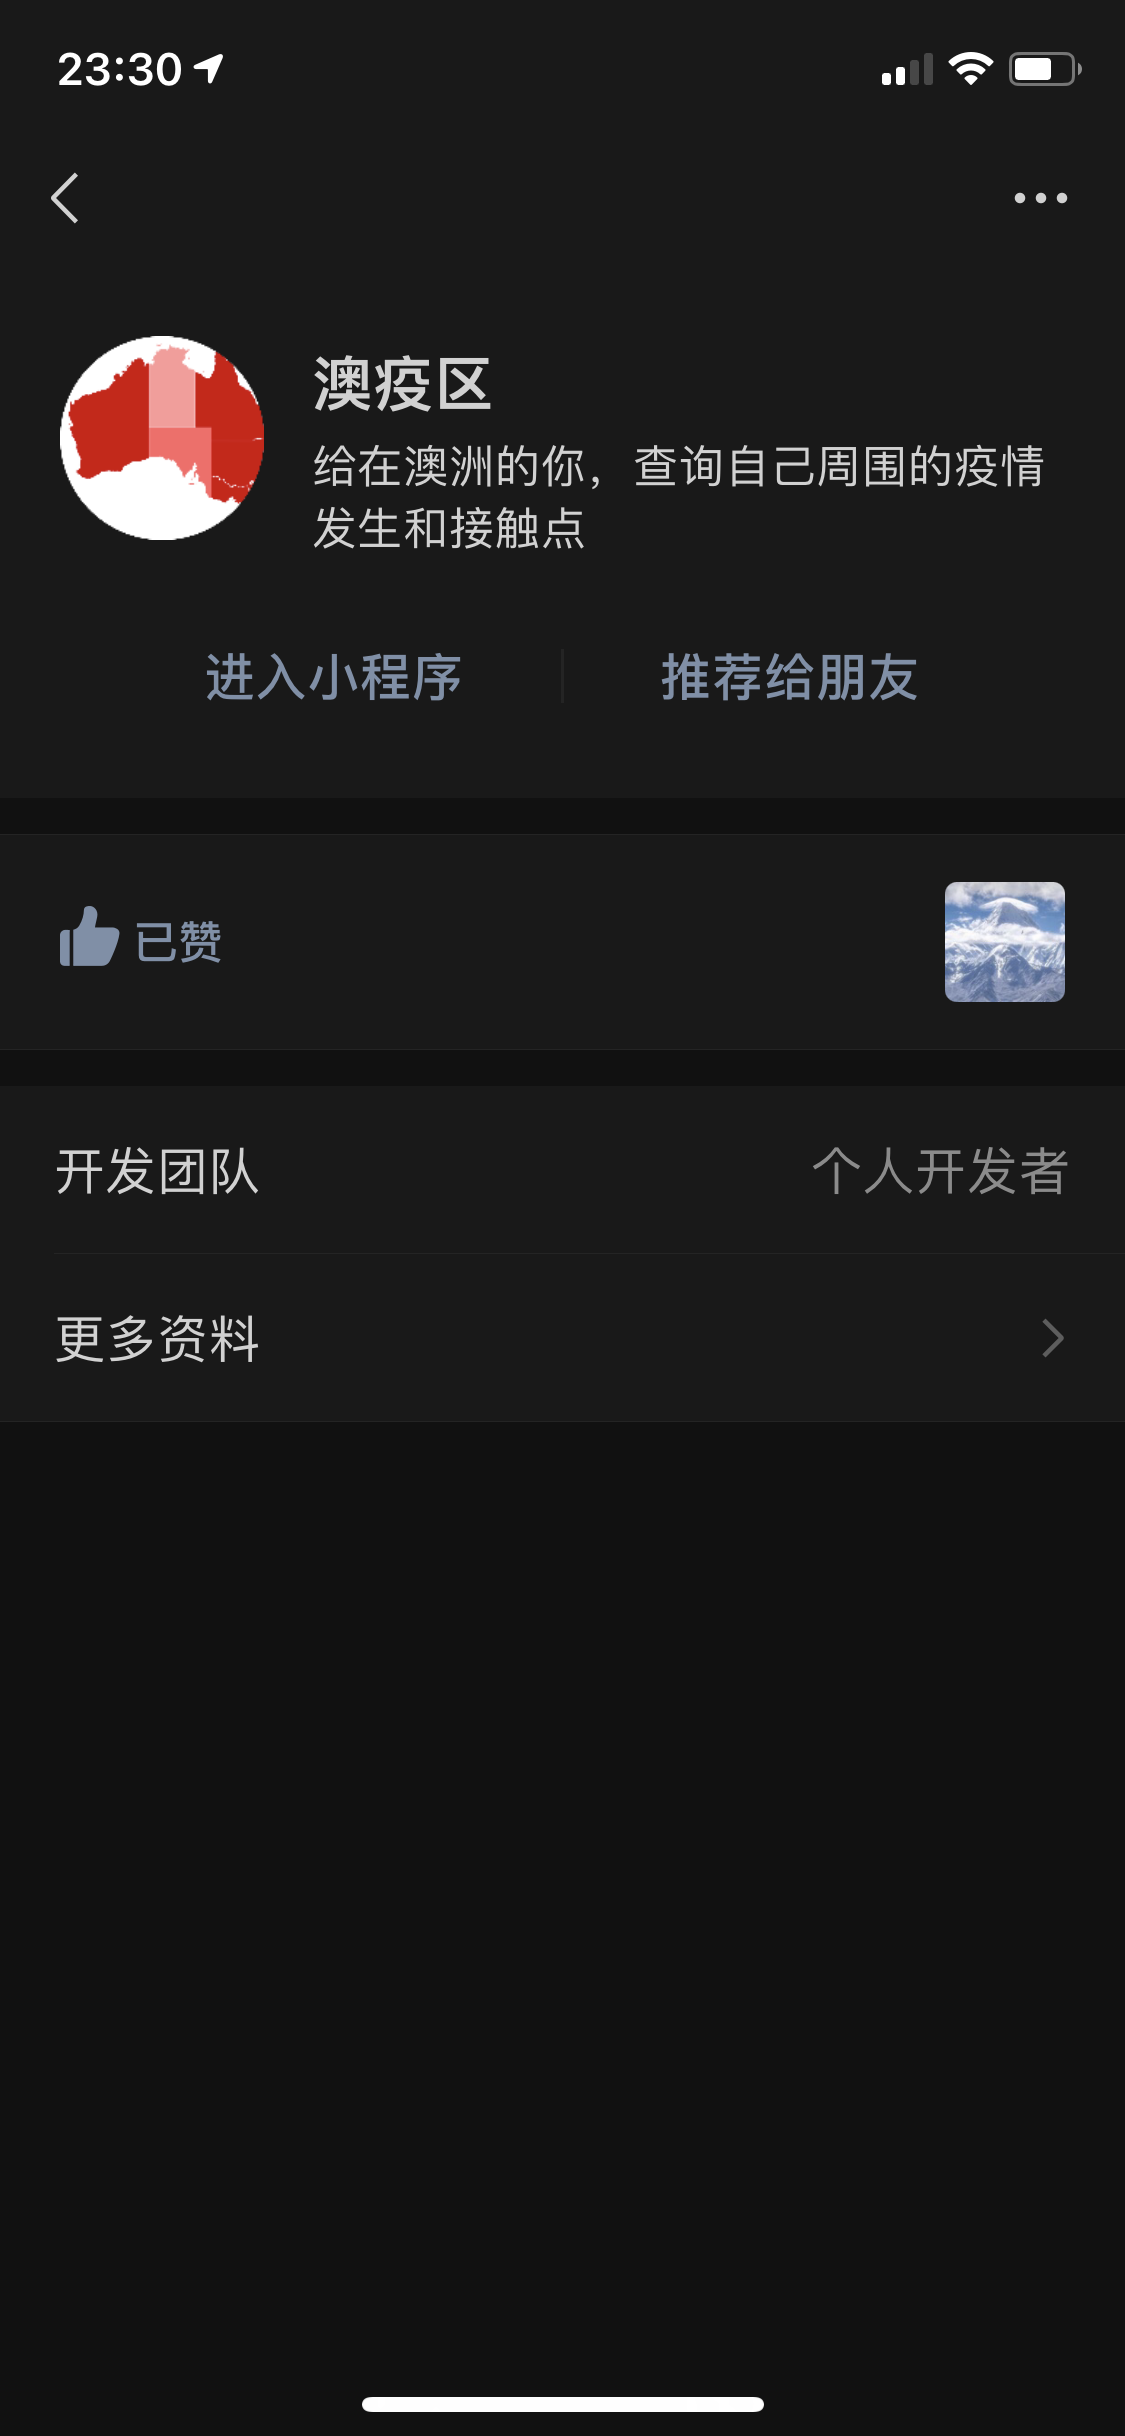 23:30
澳疫区
给在澳洲的你，查询自己周围的疫情
发生和接触点
进入小程序
推荐给朋友
已赞
开发团队
个人开发者
更多资料